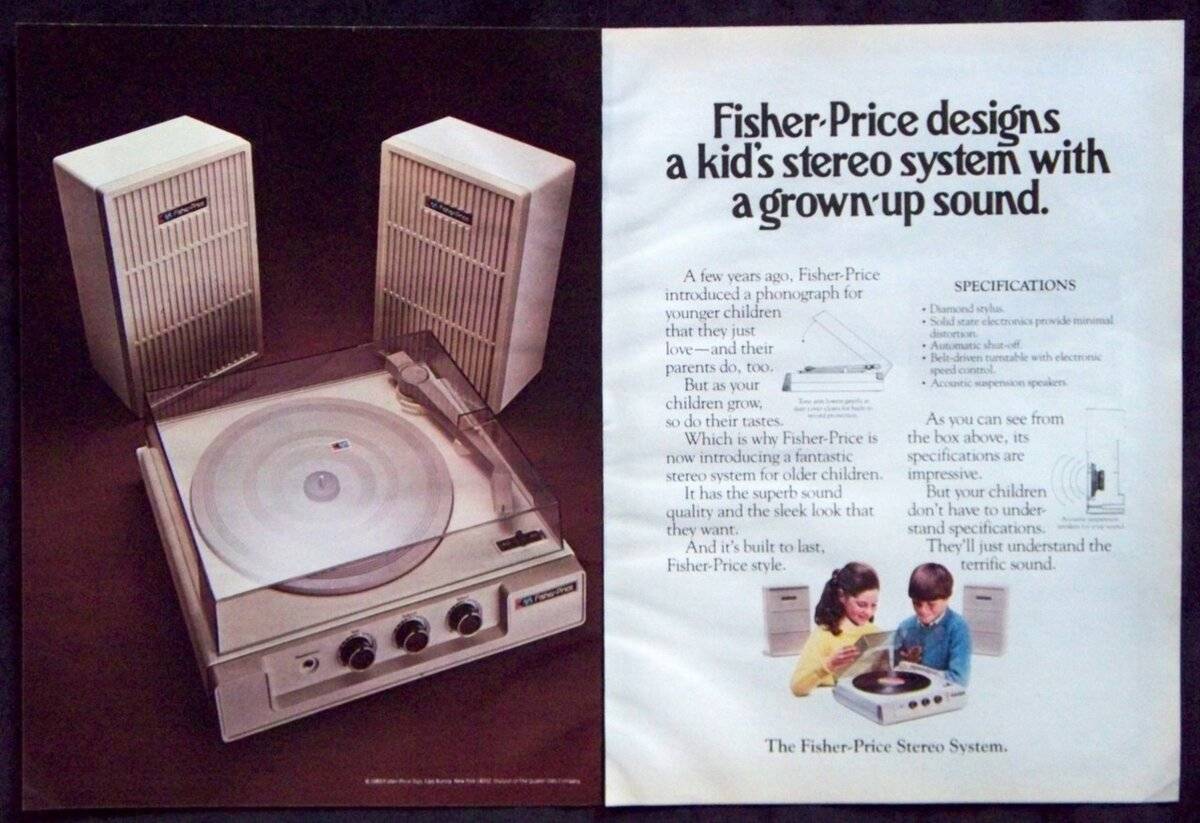 Fisher-Price
Fisher-Price
Fisher-Price
Fisher-Price designs
a kid's stereo system with
a grown-up sound.
A few years ago, Fisher-Price
introduced a phonograph for
younger children
that they just
love—and their
parents do, too.
But as your
children grow,
so do their tastes.
Which is why Fisher-Price is
now introducing a fantastic
stereo system for older children.
It has the superb sound
quality and the sleek look that
they want.
And it's built to last,
Fisher-Price style.
SPECIFICATIONS
• Diamond stylus.
• Solid state electronics provide minimal
distortion.
• Automatic shut-off.
• Belt-driven turntable with electronic
speed control.
• Acoustic suspension speakers.
As you can see from
the box above, its
specifications are
impressive.
But your children
don't have to under-
stand specifications.
They'll just understand the
terrific sound.
The Fisher-Price Stereo System.